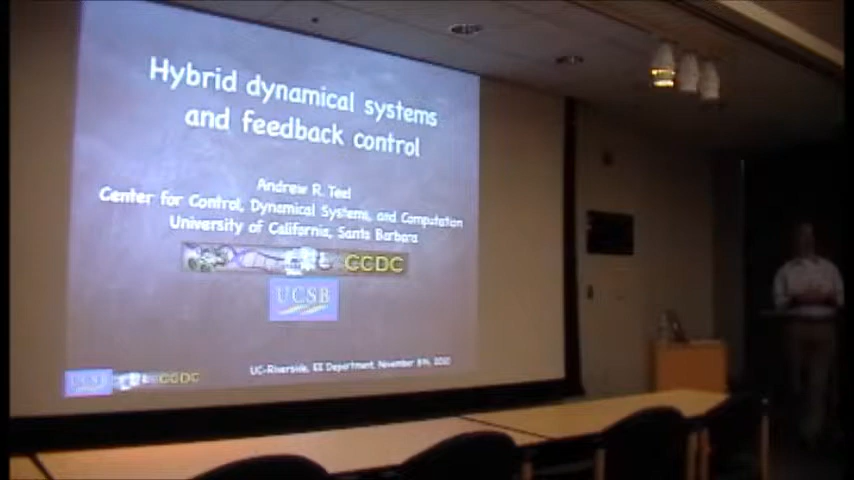 Hybrid dynamical systems
and feedback control
Andrew R. Teel
Center for Control, Dynamical Systems, and Computation
University of California, Santa Barbara
CCDC
UCSB
UCSB CCDC
UC-Riverside, EE Department, November 8th, 2010